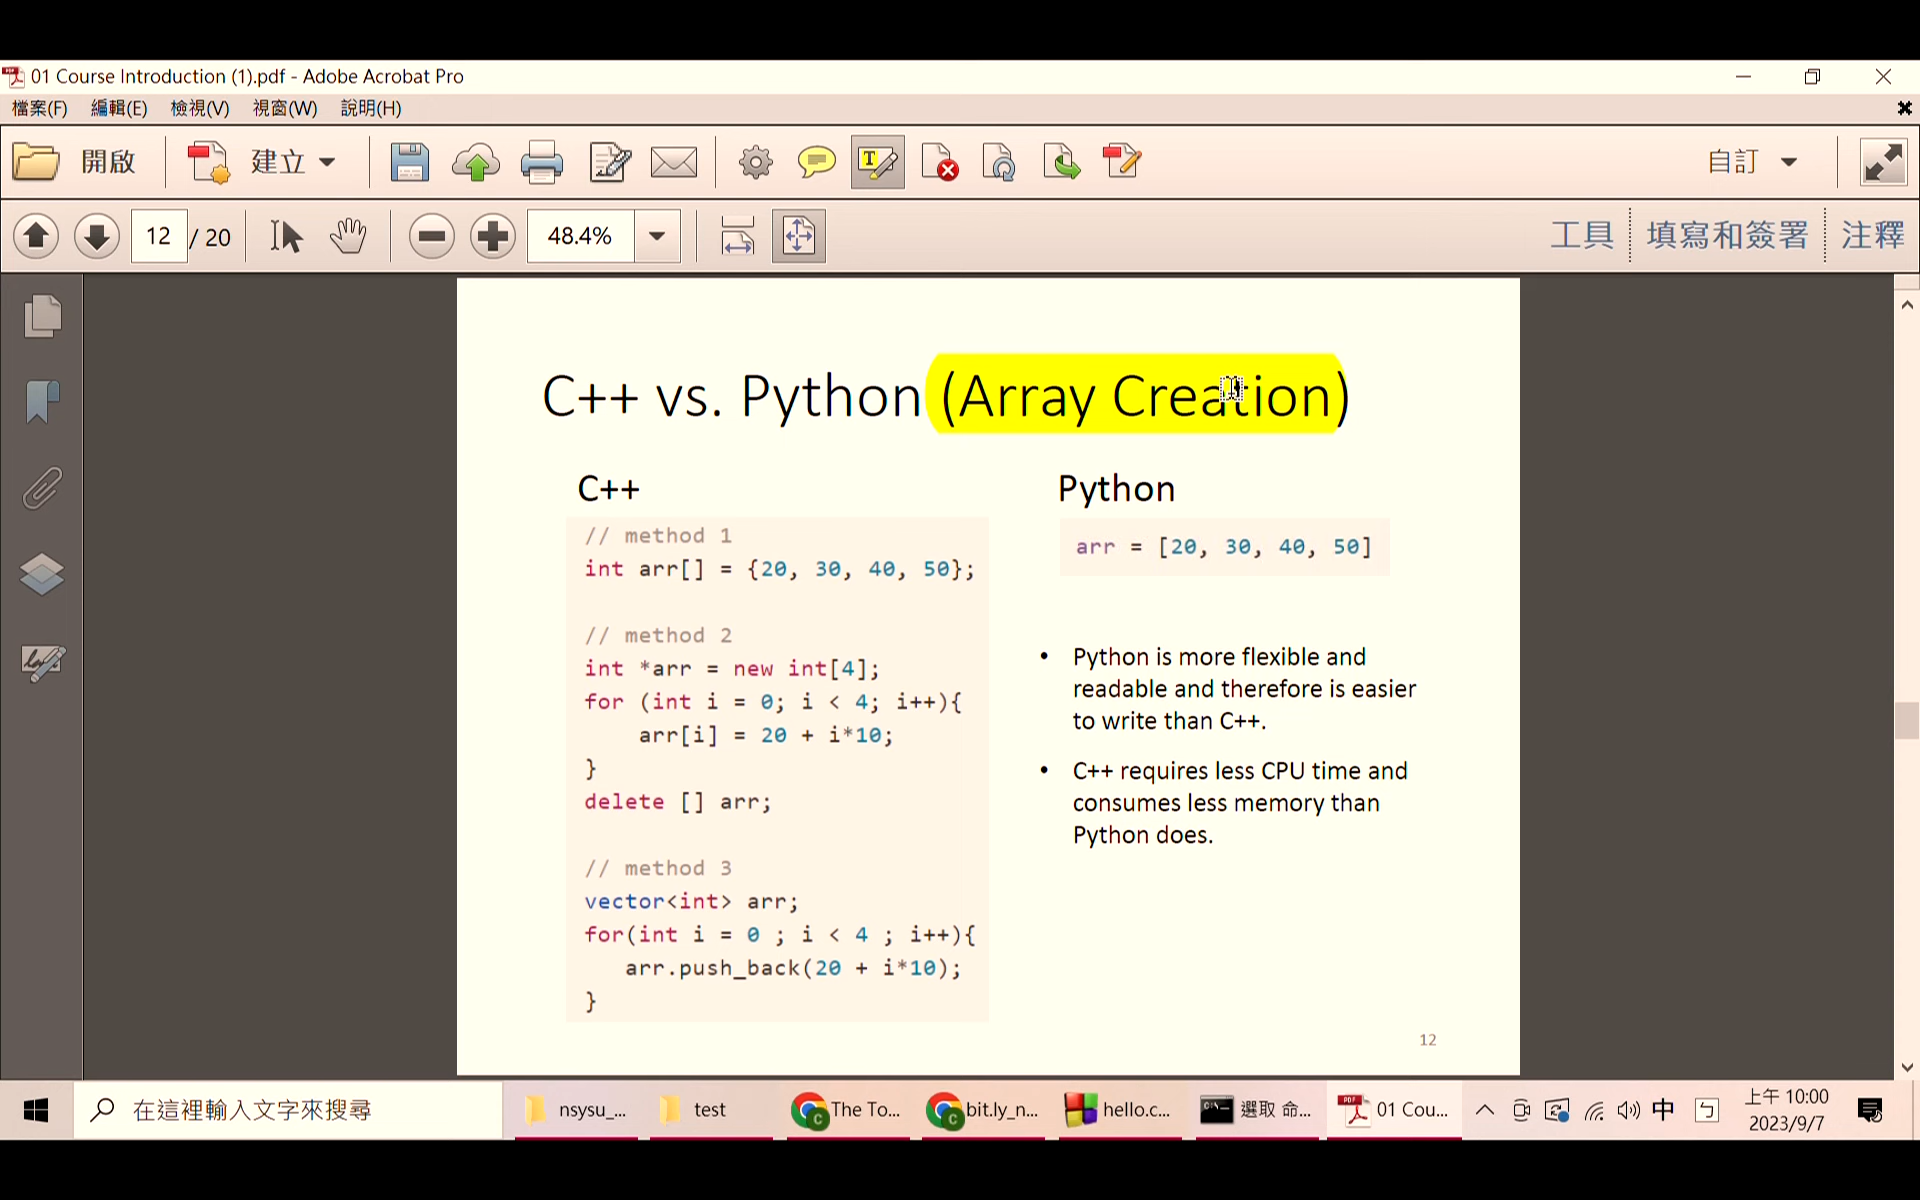 01 Course Introduction (1).pdf - Adobe Acrobat Pro
檔案(F) 編輯(E) 檢視(V) 視窗(W) 說明(H)
開啟 建立 自訂
12 / 20 48.4% 工具 填寫和簽署 注釋
C++ vs. Python (Array Creation)
C++
// method 1
int arr[] = {20, 30, 40, 50};
// method 2
int *arr = new int[4];
for (int i = 0; i < 4; i++){
    arr[i] = 20 + i*10;
}
delete [] arr;
// method 3
vector<int> arr;
for(int i = 0 ; i < 4 ; i++){
   arr.push_back(20 + i*10);
}
Python
arr = [20, 30, 40, 50]
• Python is more flexible and
readable and therefore is easier
to write than C++.
• C++ requires less CPU time and
consumes less memory than
Python does.
12
在這裡輸入文字來搜尋
nsysu_...
test
The To...
bit.ly_n...
hello.c...
選取 命...
01 Cou...
中
上午 10:00
2023/9/7